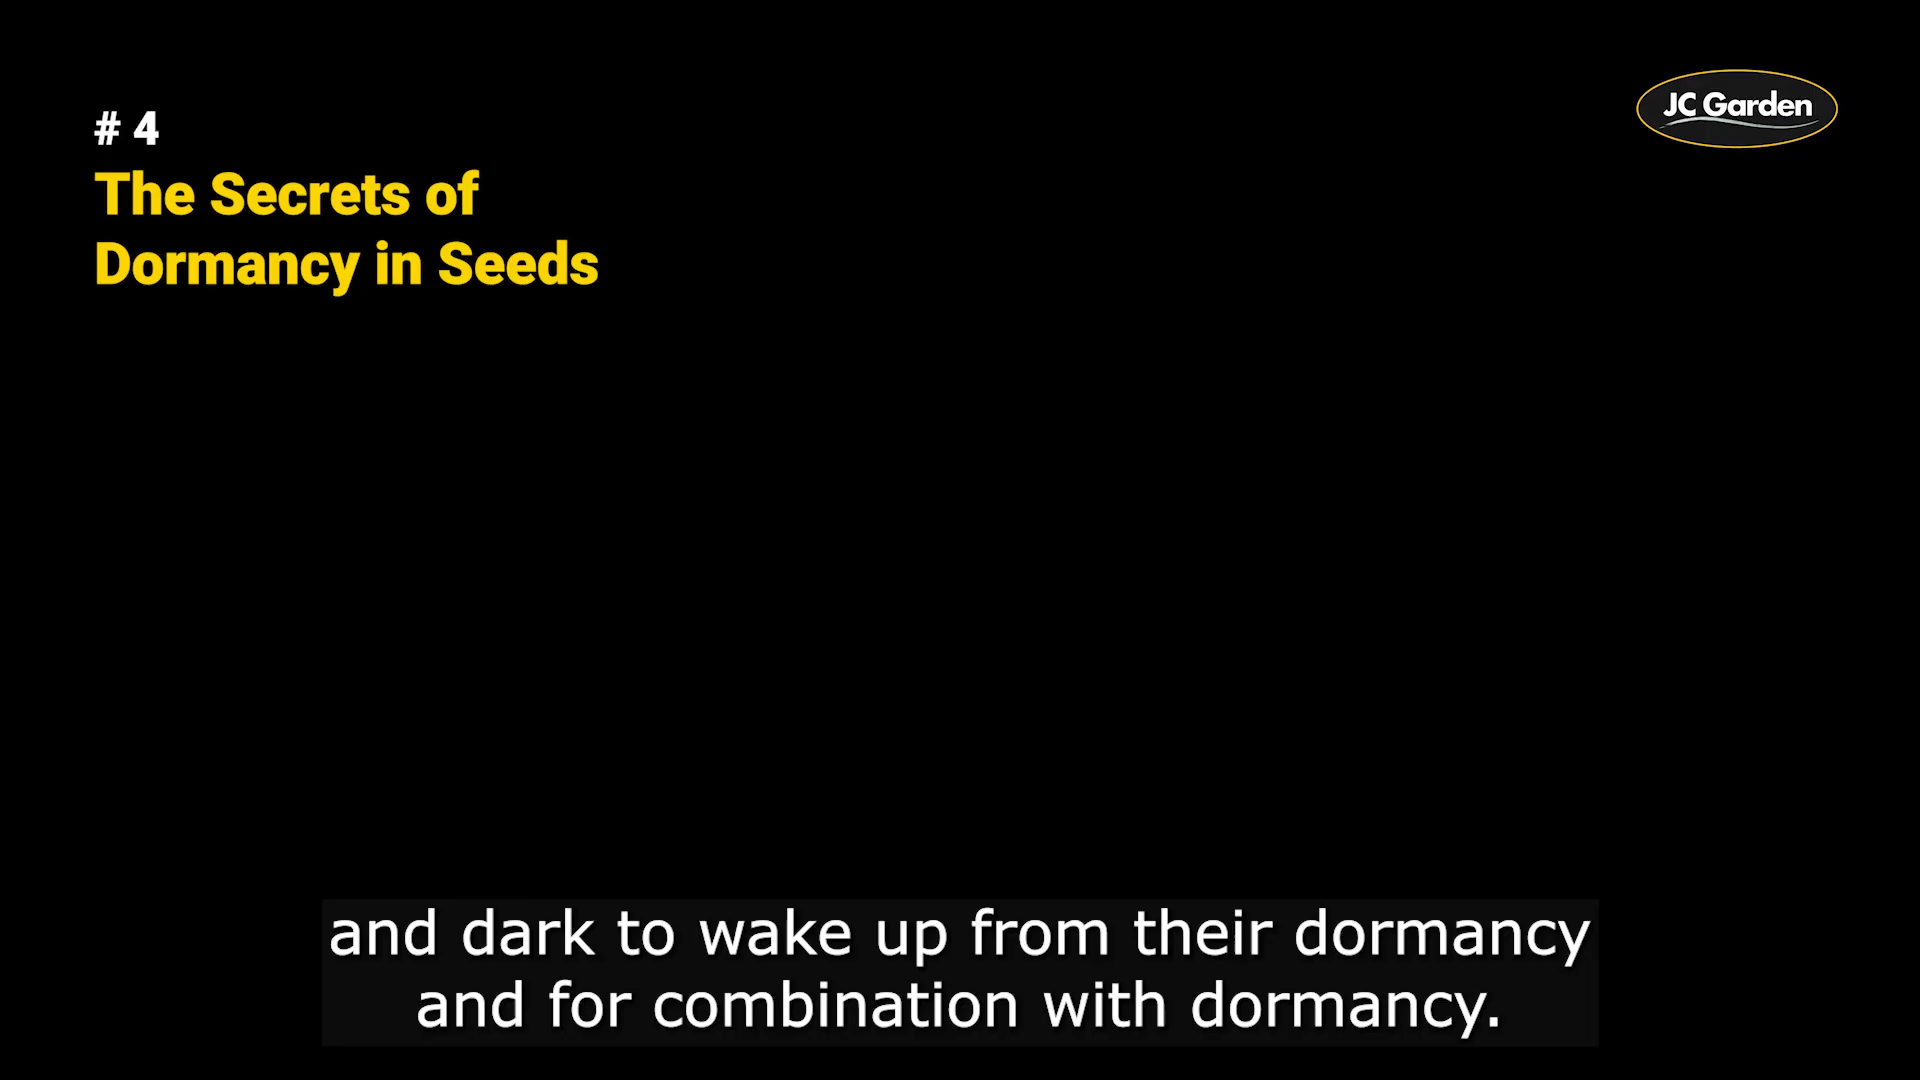 # 4
The Secrets of
Dormancy in Seeds
JC Garden
and dark to wake up from their dormancy
and for combination with dormancy.